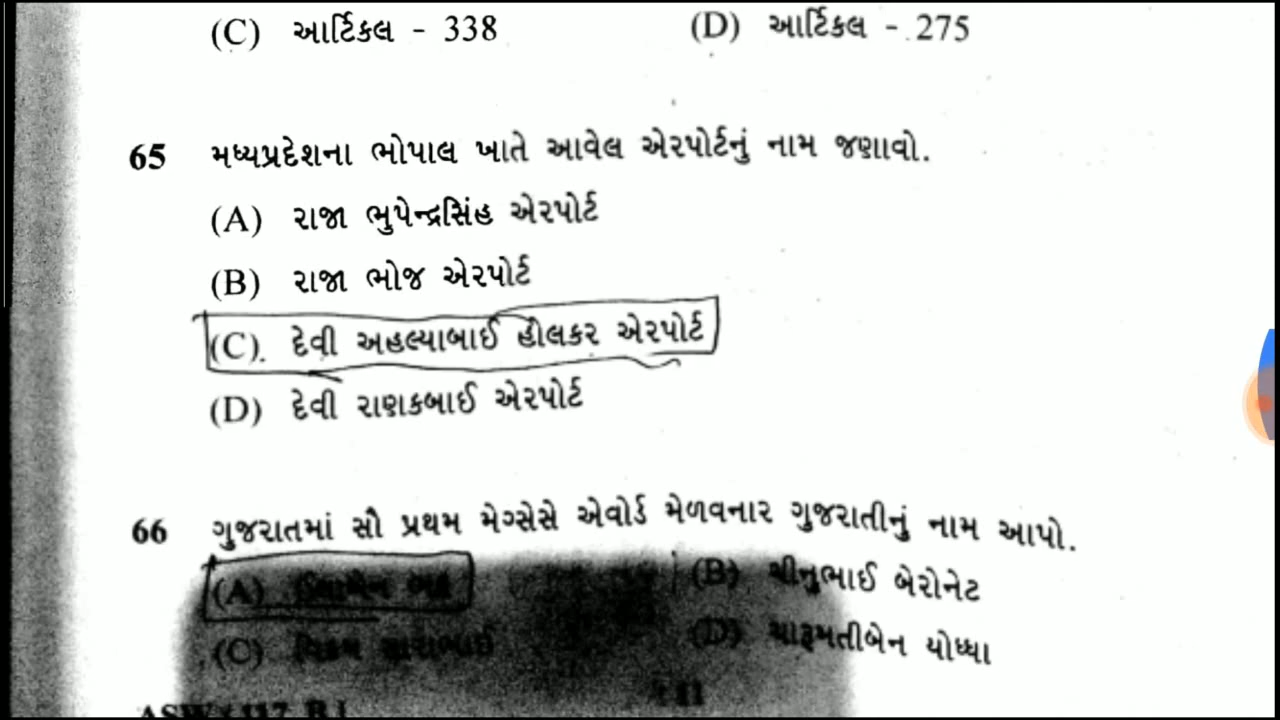 (C) આર્ટિકલ - 338 (D) આર્ટિકલ - 275
65 મધ્યપ્રદેશના ભોપાલ ખાતે આવેલ એરપોર્ટનું નામ જણાવો.
(A) રાજા ભુપેન્દ્રસિંહ એરપોર્ટ
(B) રાજા ભોજ એરપોર્ટ
(C). દેવી અહલ્યાબાઈ હોલકર એરપોર્ટ
(D) દેવી રાણકબાઈ એરપોર્ટ
66 ગુજરાતમાં સૌ પ્રથમ મેગ્સેસે એવોર્ડ મેળવનાર ગુજરાતીનું નામ આપો.
(A) (B) ચીનુભાઈ બેરોનેટ
(C) વિક્રમ સારાભાઈ (D) ચારૂમતીબેન યોધ્ધા